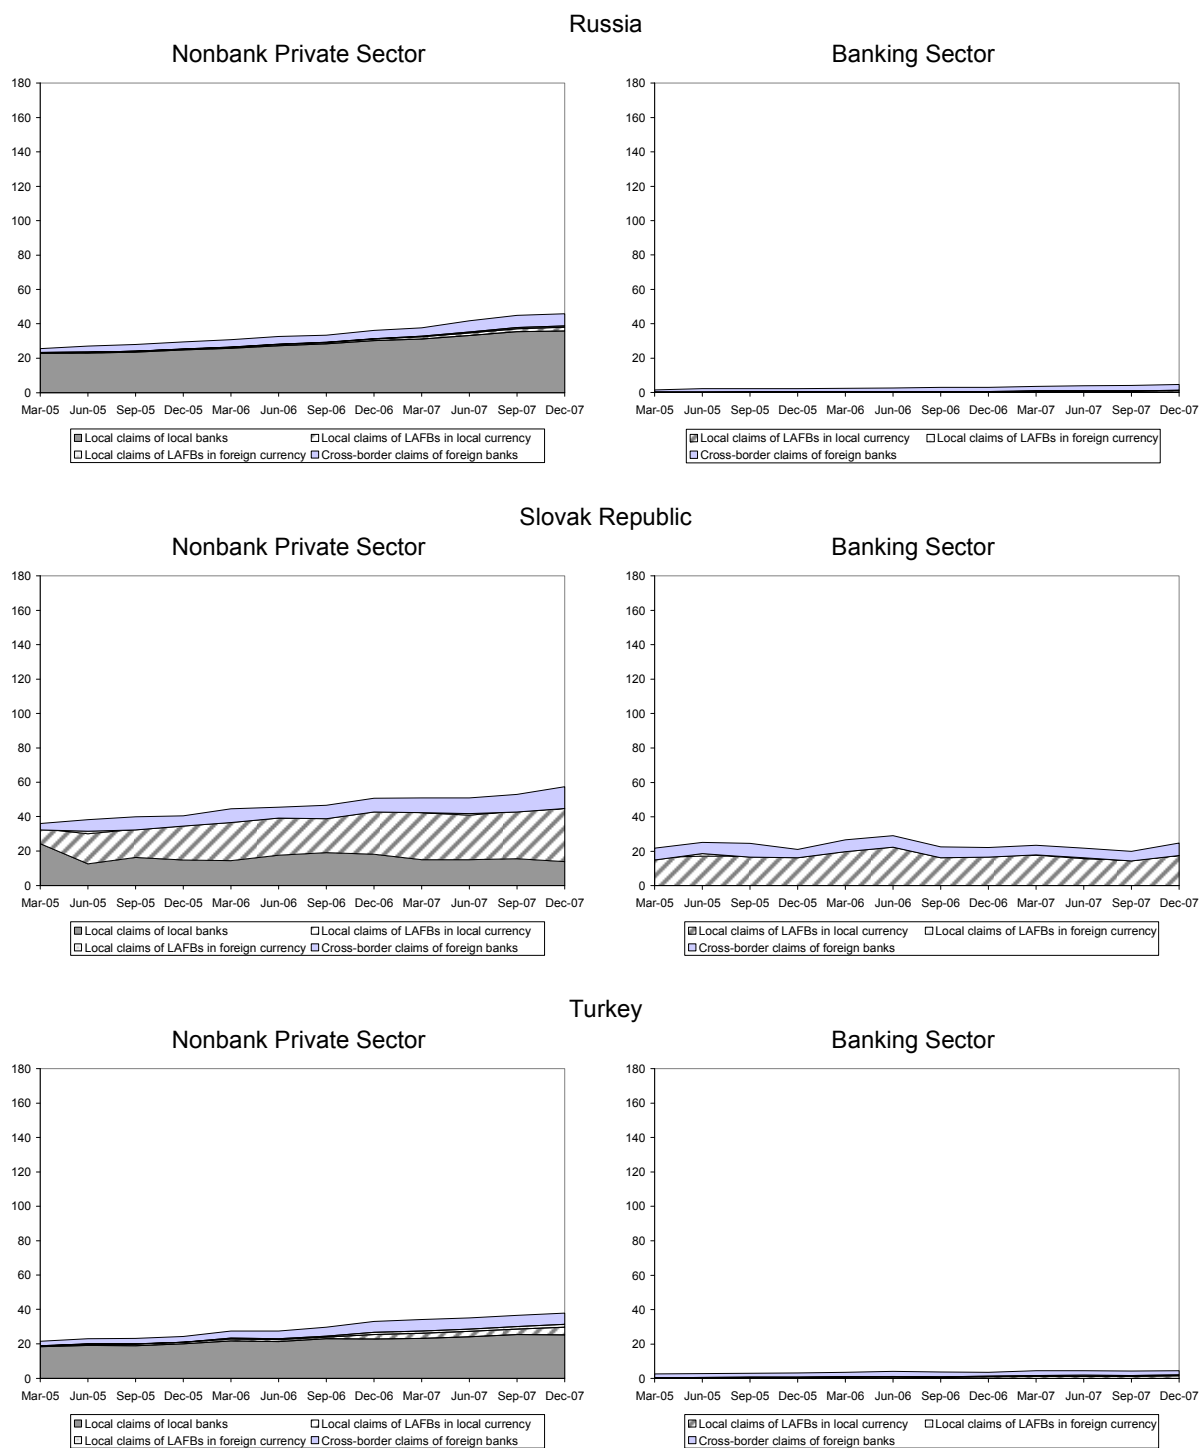 Russia
Nonbank Private Sector
Banking Sector
180
160
140
120
100
80
60
40
20
0
Mar-05 Jun-05 Sep-05 Dec-05 Mar-06 Jun-06 Sep-06 Dec-06 Mar-07 Jun-07 Sep-07 Dec-07
Local claims of local banks Local claims of LAFBs in local currency
Local claims of LAFBs in foreign currency Cross-border claims of foreign banks
180
160
140
120
100
80
60
40
20
0
Mar-05 Jun-05 Sep-05 Dec-05 Mar-06 Jun-06 Sep-06 Dec-06 Mar-07 Jun-07 Sep-07 Dec-07
Local claims of LAFBs in local currency Local claims of LAFBs in foreign currency
Cross-border claims of foreign banks
Slovak Republic
Nonbank Private Sector
Banking Sector
180
160
140
120
100
80
60
40
20
0
Mar-05 Jun-05 Sep-05 Dec-05 Mar-06 Jun-06 Sep-06 Dec-06 Mar-07 Jun-07 Sep-07 Dec-07
Local claims of local banks Local claims of LAFBs in local currency
Local claims of LAFBs in foreign currency Cross-border claims of foreign banks
180
160
140
120
100
80
60
40
20
0
Mar-05 Jun-05 Sep-05 Dec-05 Mar-06 Jun-06 Sep-06 Dec-06 Mar-07 Jun-07 Sep-07 Dec-07
Local claims of LAFBs in local currency Local claims of LAFBs in foreign currency
Cross-border claims of foreign banks
Turkey
Nonbank Private Sector
Banking Sector
180
160
140
120
100
80
60
40
20
0
Mar-05 Jun-05 Sep-05 Dec-05 Mar-06 Jun-06 Sep-06 Dec-06 Mar-07 Jun-07 Sep-07 Dec-07
Local claims of local banks Local claims of LAFBs in local currency
Local claims of LAFBs in foreign currency Cross-border claims of foreign banks
180
160
140
120
100
80
60
40
20
0
Mar-05 Jun-05 Sep-05 Dec-05 Mar-06 Jun-06 Sep-06 Dec-06 Mar-07 Jun-07 Sep-07 Dec-07
Local claims of LAFBs in local currency Local claims of LAFBs in foreign currency
Cross-border claims of foreign banks